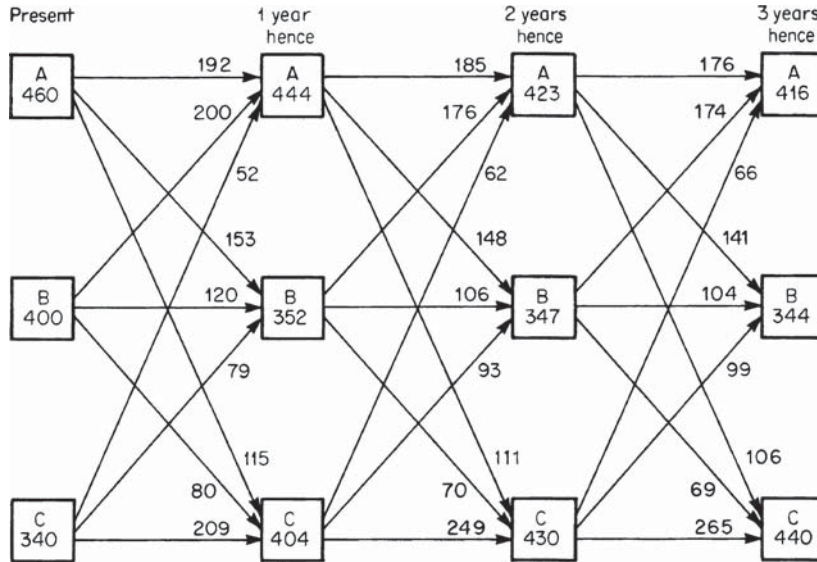 Present
1 year
hence
2 years
hence
3 years
hence
A
460
192
A
444
185
A
423
176
A
416
200
176
174
52
62
66
153
148
141
B
400
120
B
352
106
B
347
104
B
344
79
93
99
115
111
106
80
70
69
C
340
209
C
404
249
C
430
265
C
440